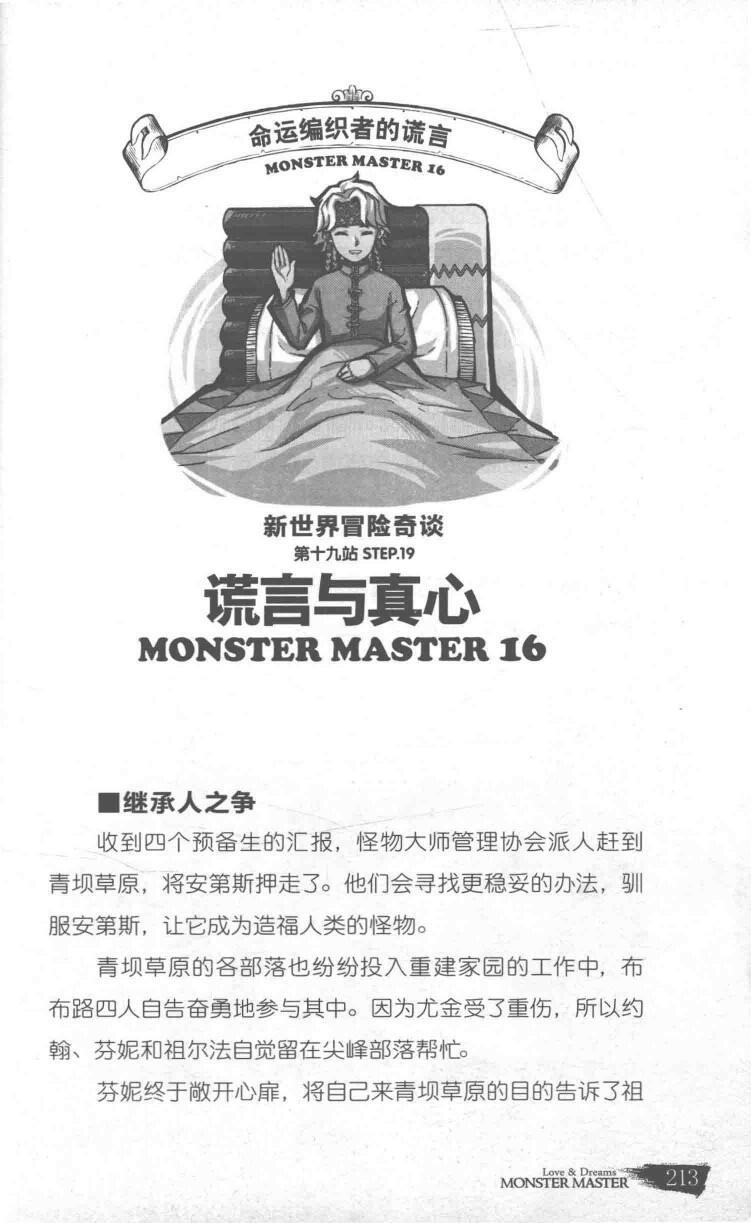 命运编织者的谎言
MONSTER MASTER 16
新世界冒险奇谈
第十九站 STEP.19
谎言与真心
MONSTER MASTER 16
■继承人之争
收到四个预备生的汇报，怪物大师管理协会派人赶到
青坝草原，将安第斯押走了。他们会寻找更稳妥的办法，驯
服安第斯，让它成为造福人类的怪物。
青坝草原的各部落也纷纷投入重建家园的工作中，布
布路四人自告奋勇地参与其中。因为尤金受了重伤，所以约
翰、芬妮和祖尔法自觉留在尖峰部落帮忙。
芬妮终于敞开心扉，将自己来青坝草原的目的告诉了祖
Love & Dreams
MONSTER MASTER
213